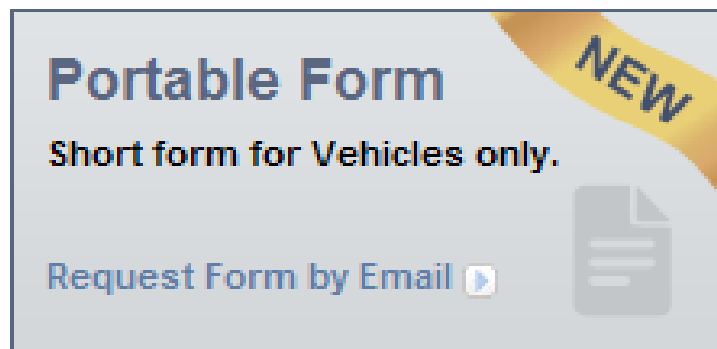 Portable Form
NEW
Short form for Vehicles only.
Request Form by Email